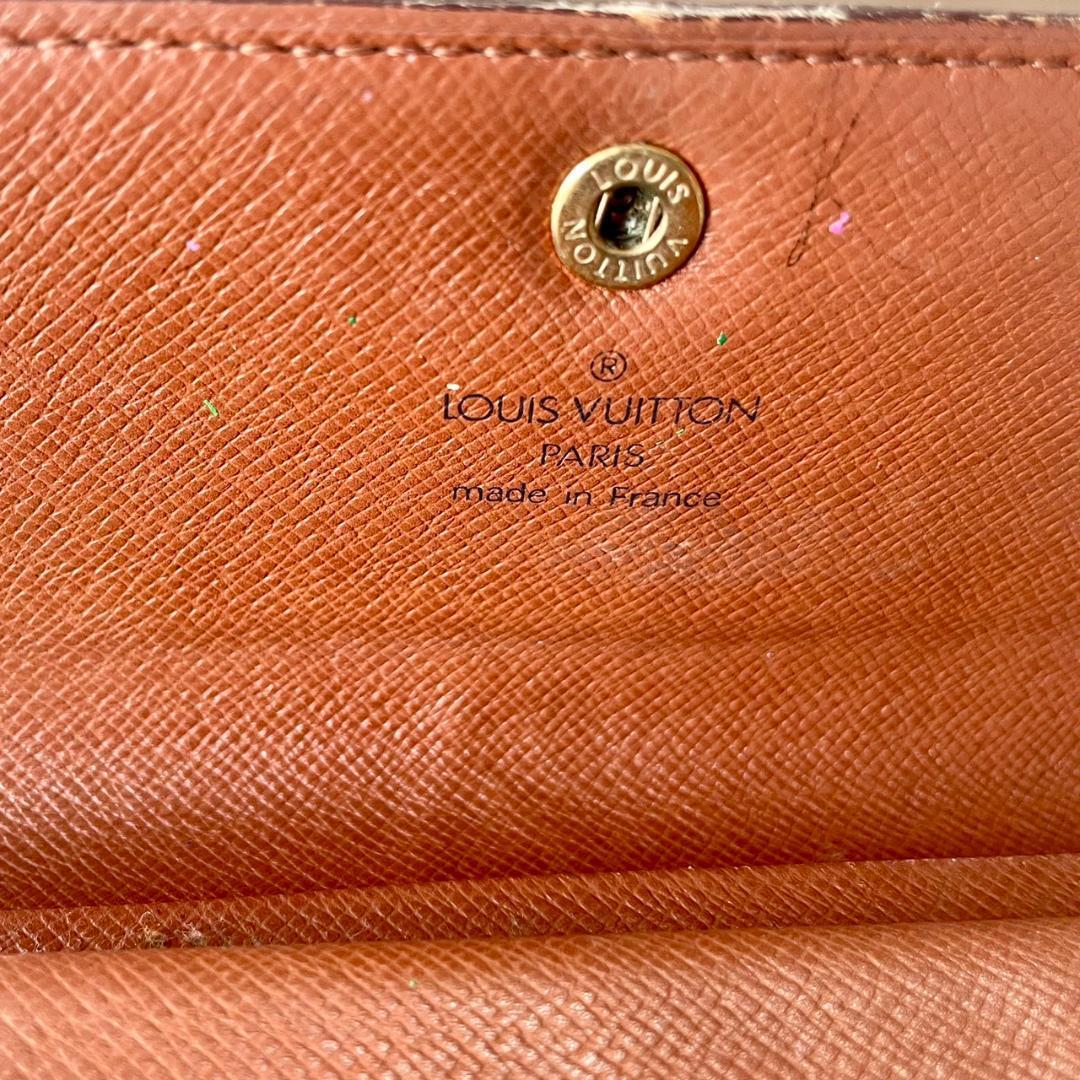 LOUIS
VUITTON
®
LOUIS VUITTON
PARIS
made in France